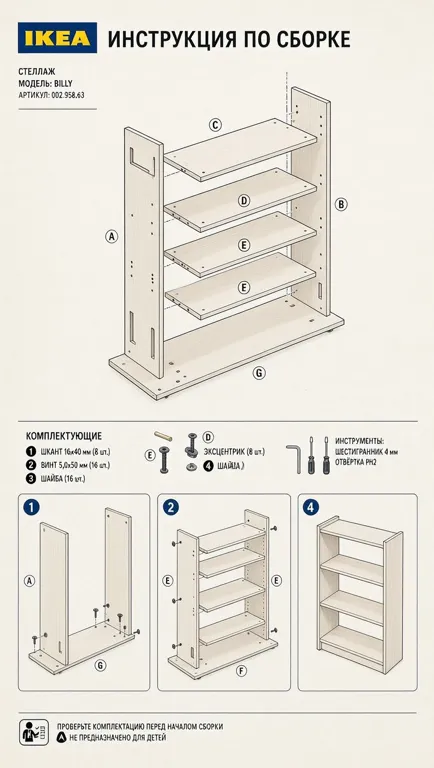 IKEA ИНСТРУКЦИЯ ПО СБОРКЕ
СТЕЛЛАЖ
МОДЕЛЬ: BILLY
АРТИКУЛ: 002.958.63
C
D
B
A
E
E
G
КОМПЛЕКТУЮЩИЕ
1 ШКАНТ 16х40 мм (8 шт.)
2 ВИНТ 5,0х50 мм (16 шт.)
3 ШАЙБА (16 шт.)
E
D
ЭКСЦЕНТРИК (8 шт.)
4 ШАЙБА )
ИНСТРУМЕНТЫ:
ШЕСТИГРАННИК 4 мм
ОТВЁРТКА PH2
1
A
G
2
E
E
F
4
ПРОВЕРЬТЕ КОМПЛЕКТАЦИЮ ПЕРЕД НАЧАЛОМ СБОРКИ
НЕ ПРЕДНАЗНАЧЕНО ДЛЯ ДЕТЕЙ